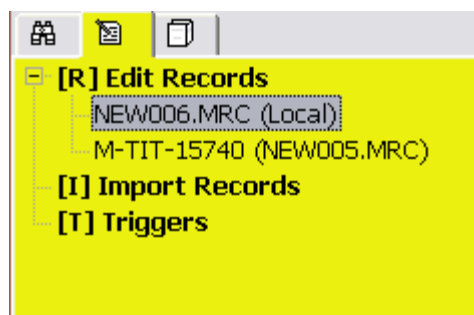 [R] Edit Records
NEW006.MRC (Local)
M-TIT-15740 (NEW005.MRC)
[I] Import Records
[T] Triggers